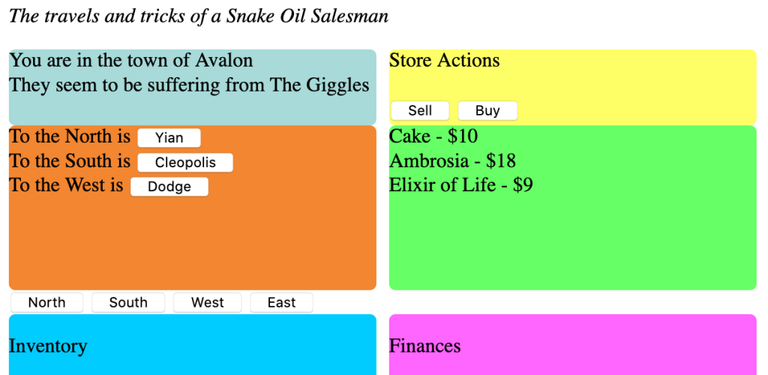 The travels and tricks of a Snake Oil Salesman
You are in the town of Avalon
They seem to be suffering from The Giggles
To the North is Yian
To the South is Cleopolis
To the West is Dodge
North South West East
Inventory
Store Actions
Sell Buy
Cake - $10
Ambrosia - $18
Elixir of Life - $9
Finances